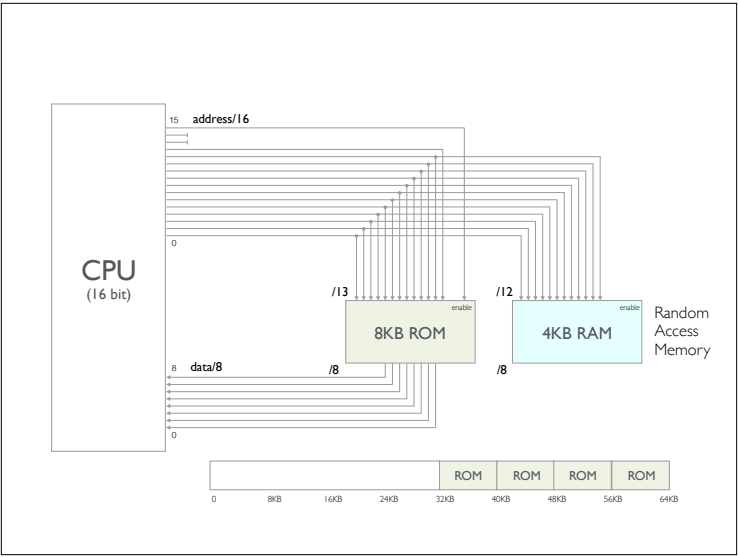 15 address/16
0
CPU
(16 bit)
/13
/12
enable
enable
8KB ROM
4KB RAM
Random
Access
Memory
8 data/8
/8
/8
0
ROM ROM ROM ROM
0 8KB 16KB 24KB 32KB 40KB 48KB 56KB 64KB